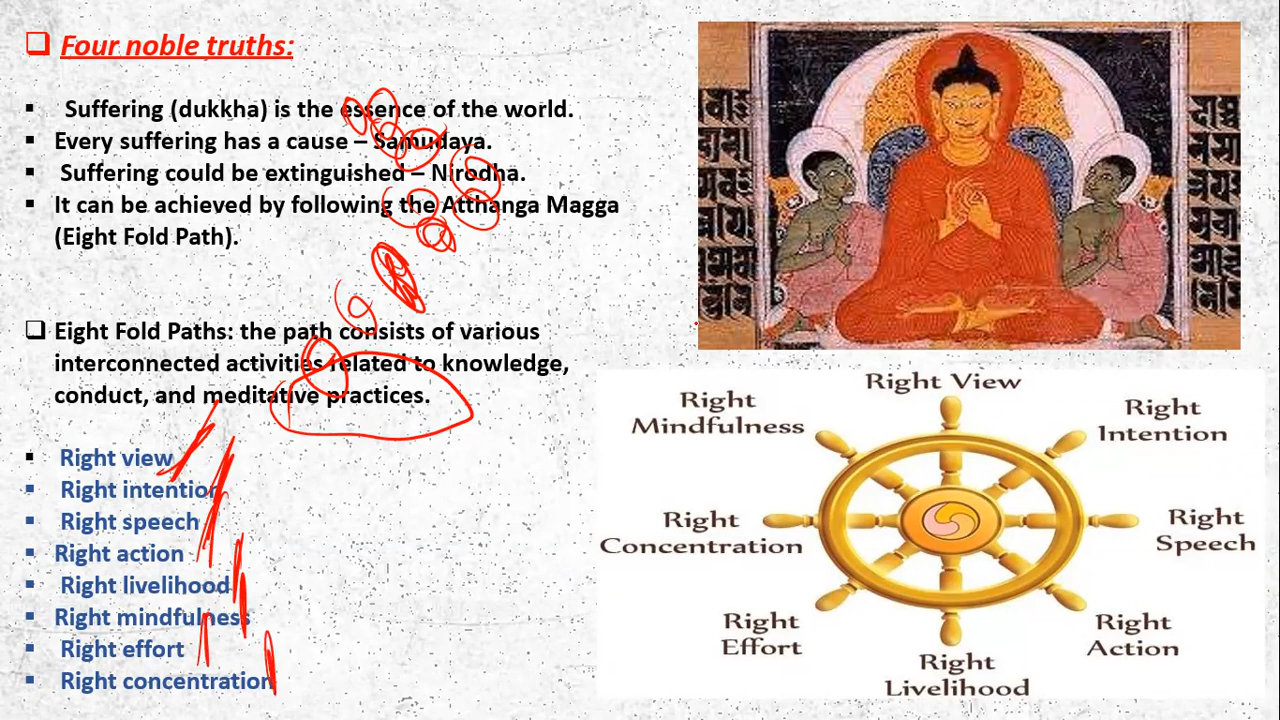 Four noble truths:
Suffering (dukkha) is the essence of the world.
Every suffering has a cause – Samudaya.
Suffering could be extinguished – Nirodha.
It can be achieved by following the Atthanga Magga
(Eight Fold Path).
Eight Fold Paths: the path consists of various
interconnected activities related to knowledge,
conduct, and meditative practices.
Right view
Right intention
Right speech
Right action
Right livelihood
Right mindfulness
Right effort
Right concentration
Right View
Right
Mindfulness
Right
Intention
Right
Concentration
Right
Speech
Right
Effort
Right
Action
Right
Livelihood